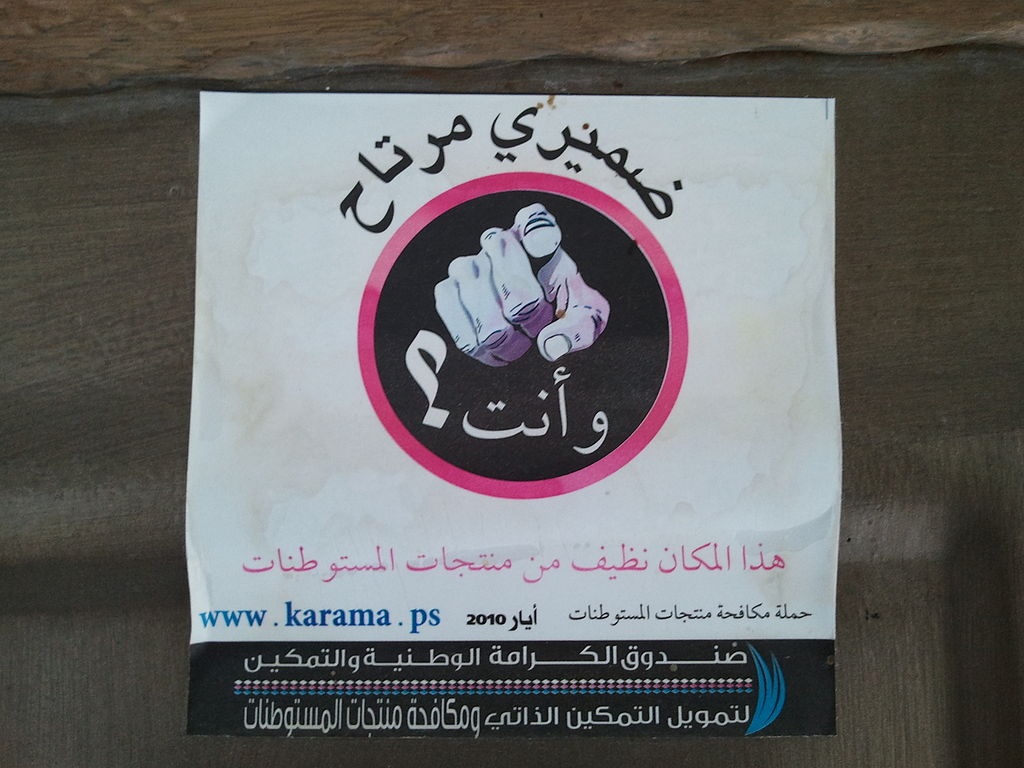 ضميري مرتاح
وأنت؟
هذا المكان نظيف من منتجات المستوطنات
حملة مكافحة منتجات المستوطنات أيار 2010 www.karama.ps
صندوق الكرامة الوطنية والتمكين
لتمويل التمكين الذاتي ومكافحة منتجات المستوطنات